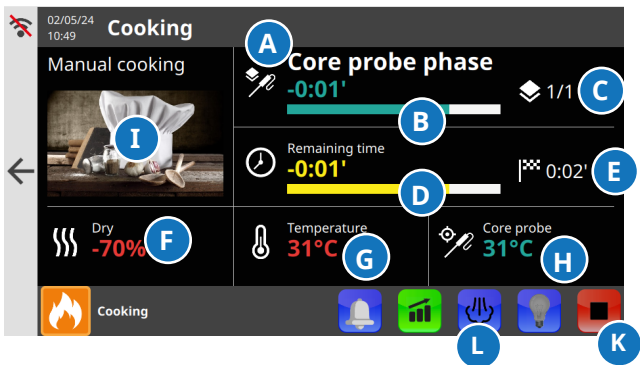 02/05/24
10:49
Cooking
Manual cooking
A
Core probe phase
-0:01'
1/1
C
B
I
Remaining time
-0:01'
0:02'
E
D
Dry
-70%
F
Temperature
31°C
G
Core probe
31°C
H
Cooking
L
K